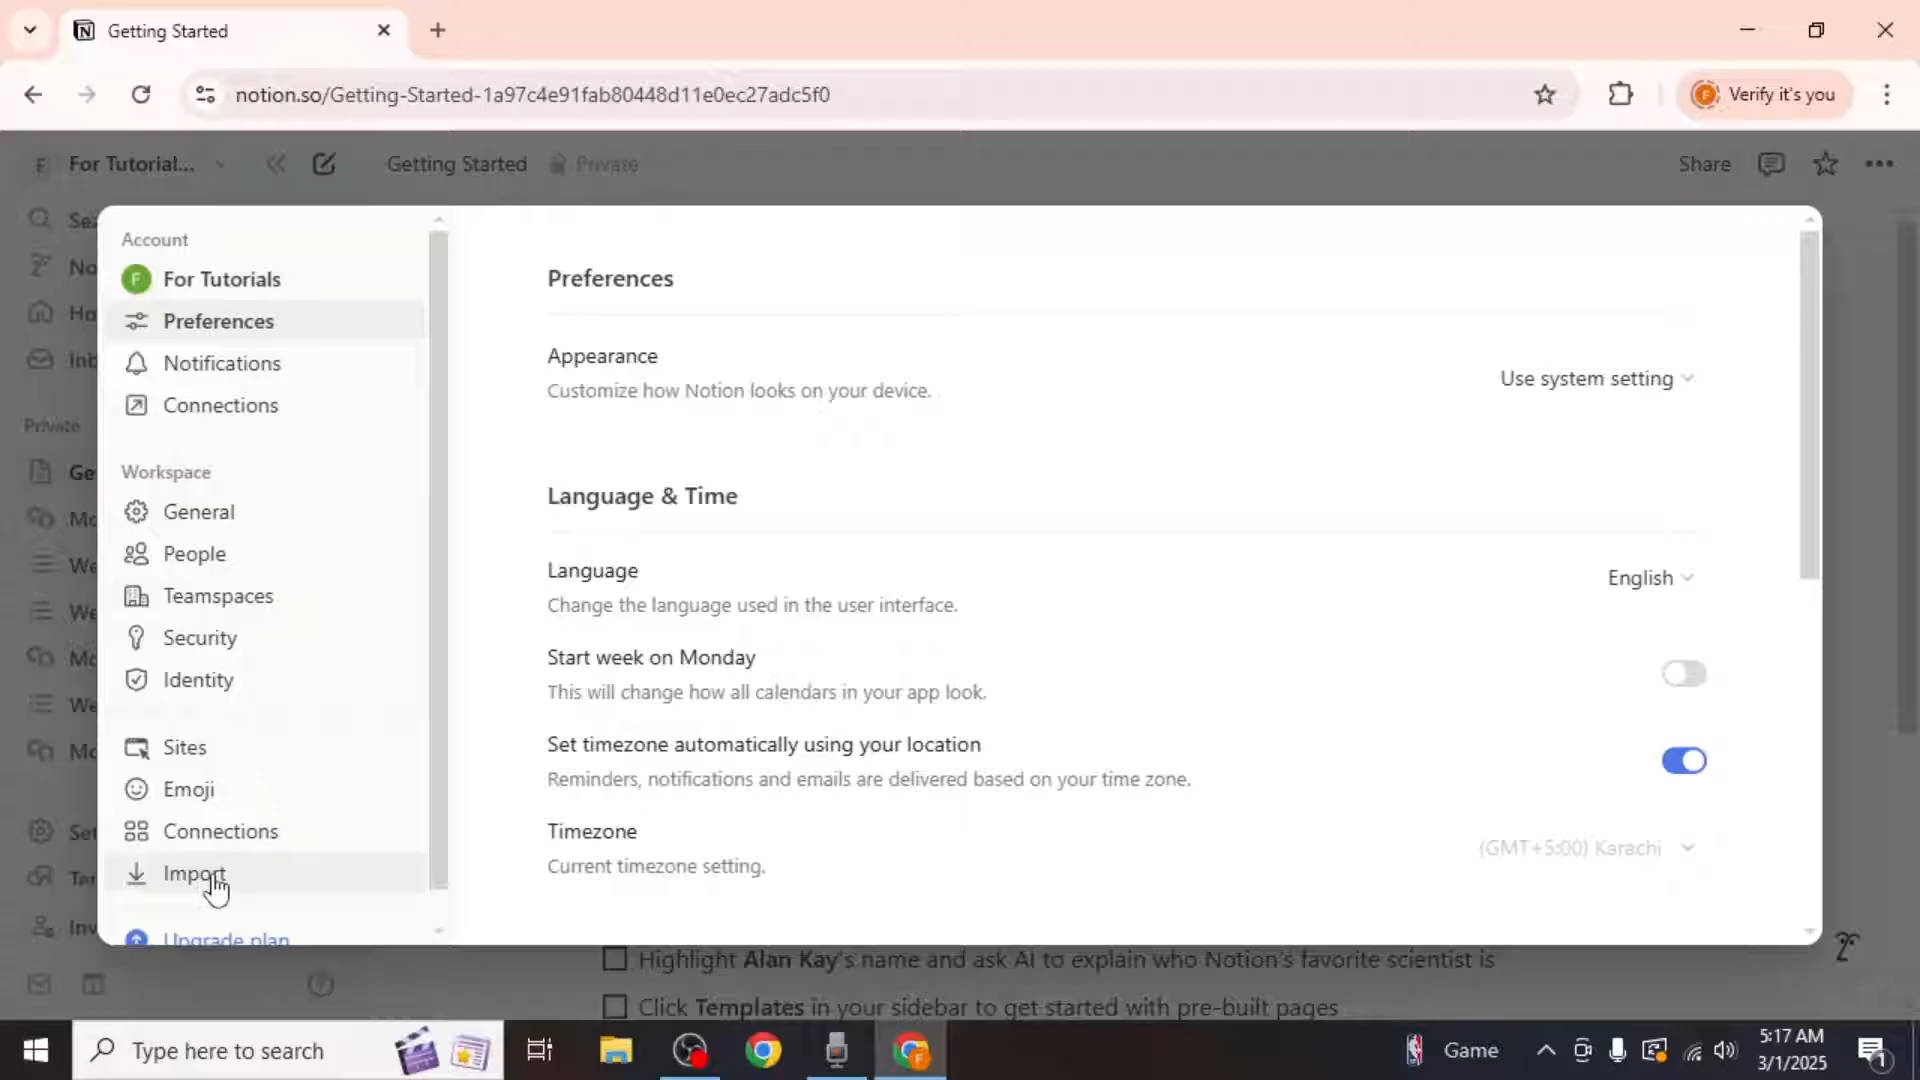 Getting Started
notion.so/Getting-Started-1a97c4e91fab80448d11e0ec27adc5f0
Verify it's you
For Tutorial...
Getting Started
Private
Share
Account
For Tutorials
Preferences
Notifications
Connections
Workspace
General
People
Teamspaces
Security
Identity
Sites
Emoji
Connections
Import
Upgrade plan
Private
Preferences
Appearance
Use system setting
Customize how Notion looks on your device.
Language & Time
Language
English
Change the language used in the user interface.
Start week on Monday
This will change how all calendars in your app look.
Set timezone automatically using your location
Reminders, notifications and emails are delivered based on your time zone.
Timezone
(GMT+5:00) Karachi
Current timezone setting.
Highlight Alan Kay's name and ask AI to explain who Notion's favorite scientist is
Click Templates in your sidebar to get started with pre-built pages
Type here to search
Game
5:17 AM
3/1/2025
1